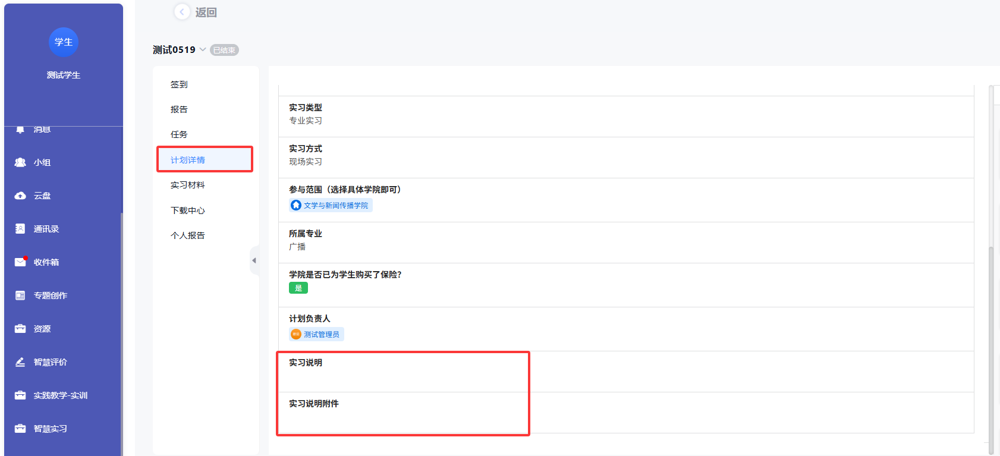 学生
测试学生
消息
小组
云盘
通讯录
收件箱
专题创作
资源
智慧评价
实践教学-实训
智慧实习
返回
测试0519 已结束
签到
报告
任务
计划详情
实习材料
下载中心
个人报告
实习类型
专业实习
实习方式
现场实习
参与范围（选择具体学院即可）
文学与新闻传播学院
所属专业
广播
学院是否已为学生购买了保险？
是
计划负责人
测试管理员
实习说明
实习说明附件